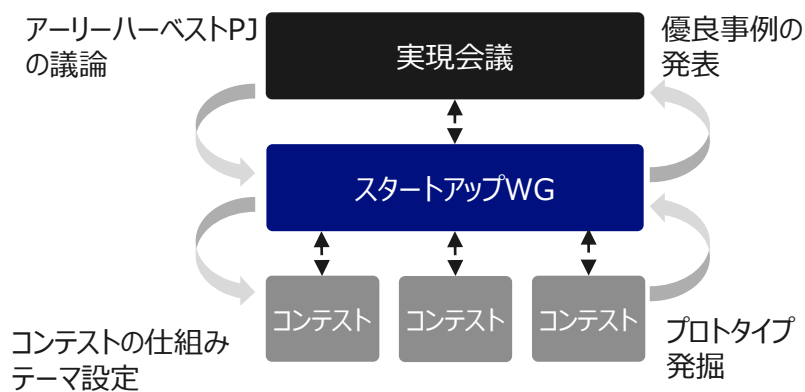 アーリーハーベストPJ
の議論
実現会議
優良事例の
発表
スタートアップWG
コンテスト
コンテスト
コンテスト
コンテストの仕組み
テーマ設定
プロトタイプ
発掘